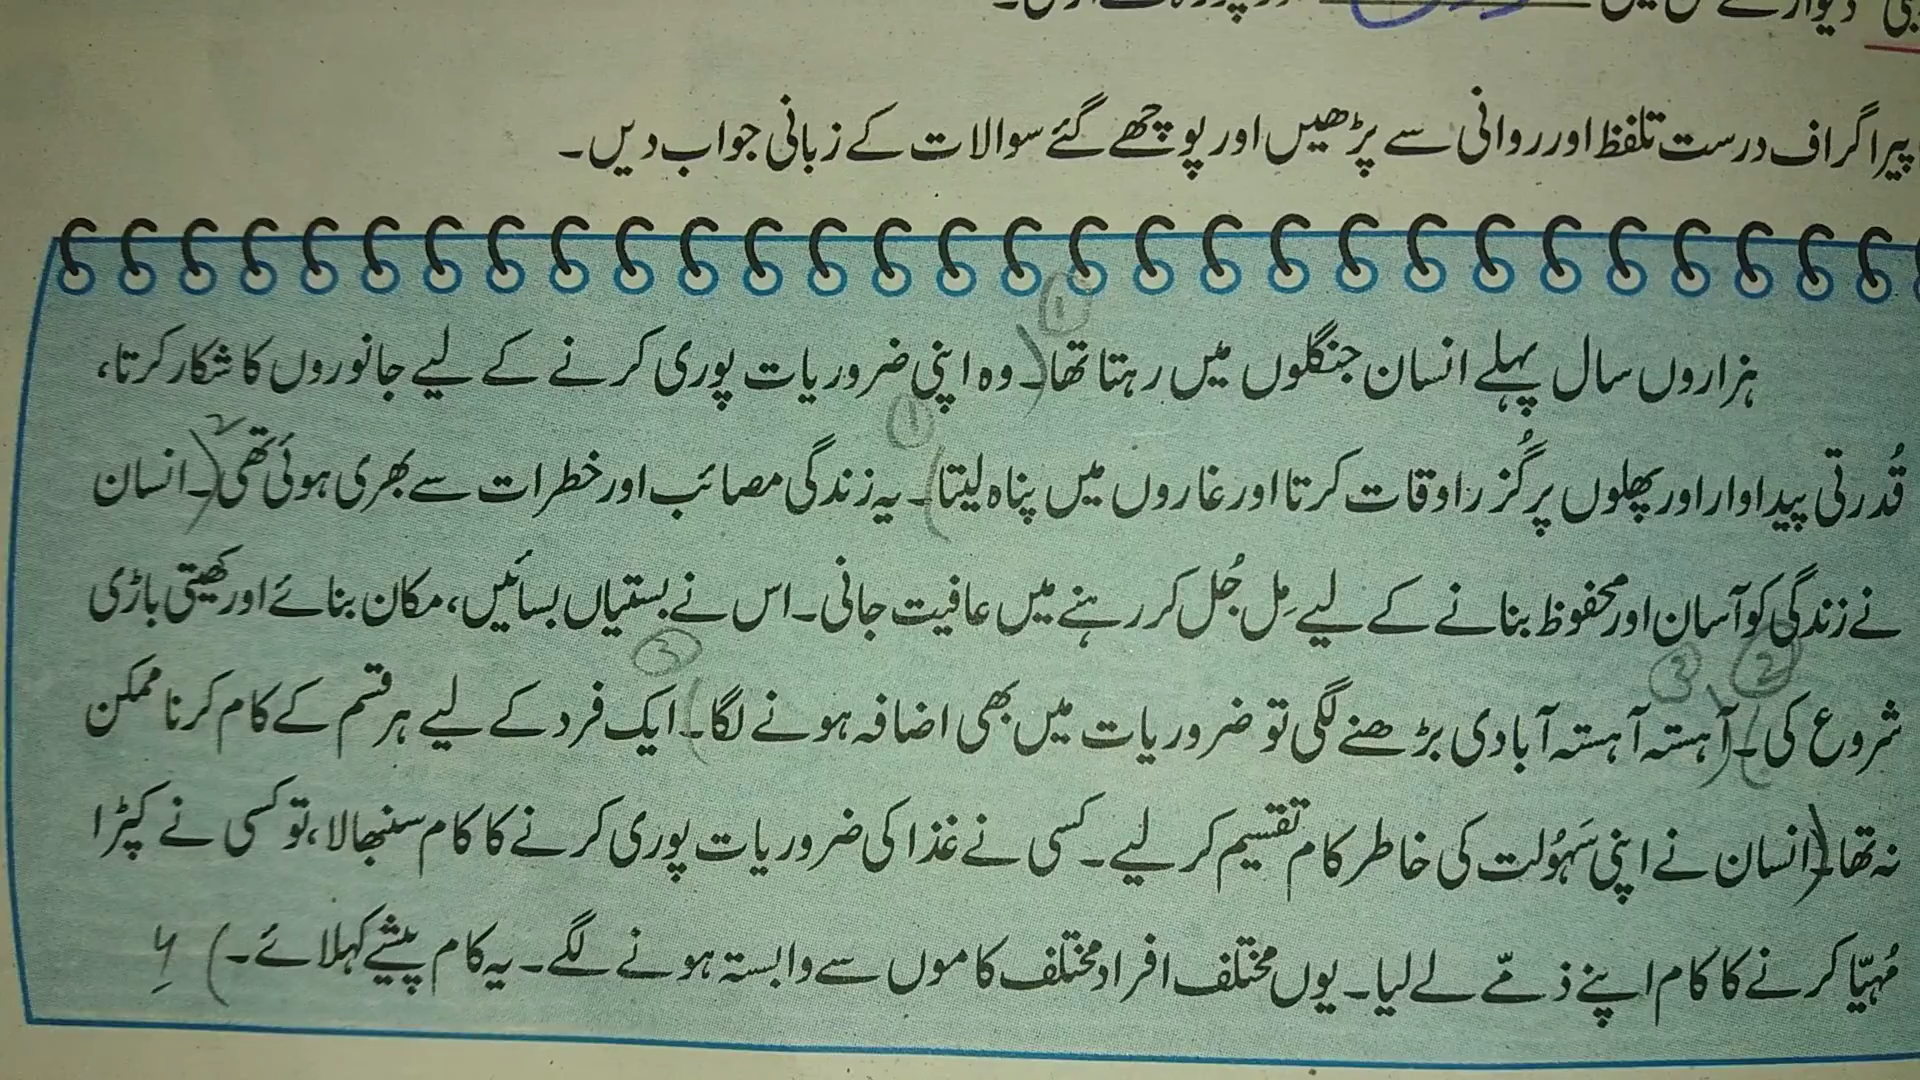 پیراگراف درست تلفظ اور روانی سے پڑھیں اور پوچھے گئے سوالات کے زبانی جواب دیں۔
①
ہزاروں سال پہلے انسان جنگلوں میں رہتا تھا۔ وہ اپنی ضروریات پوری کرنے کے لیے جانوروں کا شکار کرتا،
①
قُدرتی پیداوار اور پھلوں پر گُزر اوقات کرتا اور غاروں میں پناہ لیتا)۔ یہ زندگی مصائب اور خطرات سے بھری ہوئی تھی(۔ انسان
نے زندگی کو آسان اور محفوظ بنانے کے لیے مِل جُل کر رہنے میں عافیت جانی۔ اس نے بستیاں بسائیں، مکان بنائے اور کھیتی باڑی
② ③ ③
شروع کی)۔ آہستہ آہستہ آبادی بڑھنے لگی تو ضروریات میں بھی اضافہ ہونے لگا)۔ ایک فرد کے لیے ہر قسم کے کام کرنا ممکن
نہ تھا۔(انسان نے اپنی سَہُولت کی خاطر کام تقسیم کر لیے۔ کسی نے غذا کی ضروریات پوری کرنے کا کام سنبھالا، تو کسی نے کپڑا
مُہیّا کرنے کا کام اپنے ذمّے لے لیا۔ یوں مختلف افراد مختلف کاموں سے وابستہ ہونے لگے۔ یہ کام پیشے کہلائے۔)